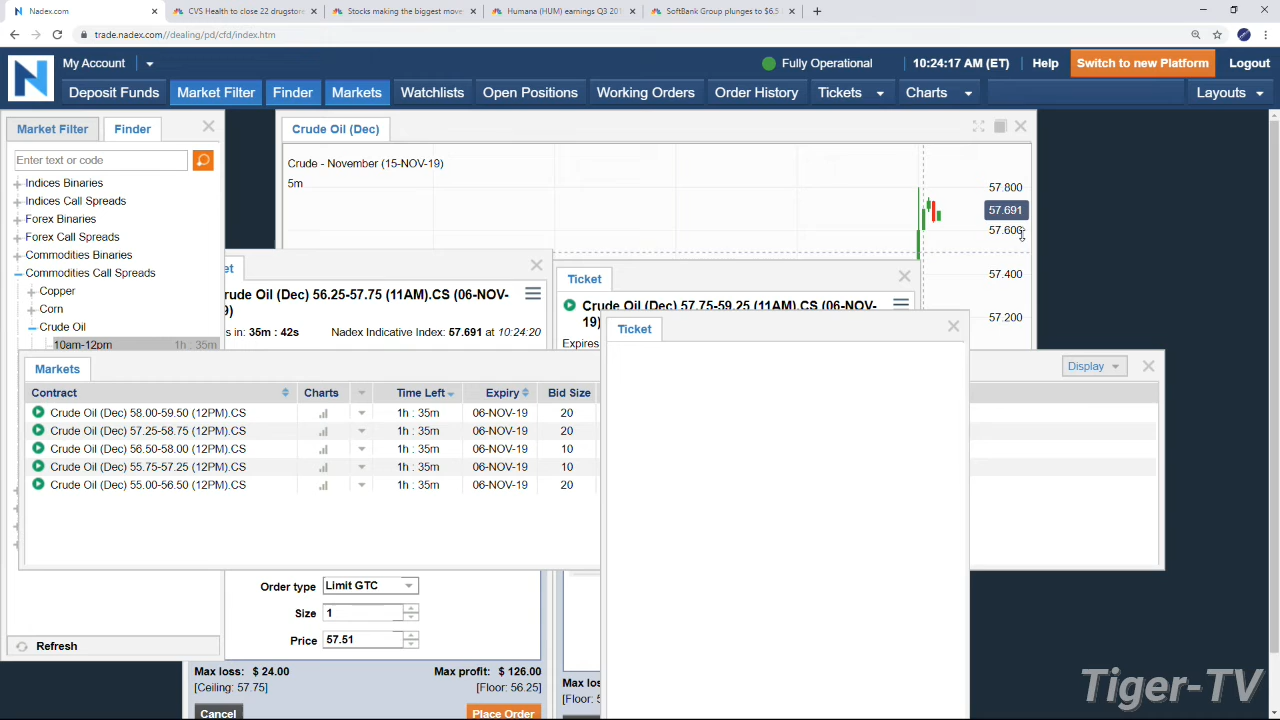 Nadex.com
CVS Health to close 22 drugstore
Stocks making the biggest move
Humana (HUM) earnings Q3 201
SoftBank Group plunges to $6.5
trade.nadex.com//dealing/pd/cfd/index.htm
N
My Account
Fully Operational
10:24:17 AM (ET)
Help
Switch to new Platform
Logout
Deposit Funds
Market Filter
Finder
Markets
Watchlists
Open Positions
Working Orders
Order History
Tickets
Charts
Layouts
Market Filter
Finder
Enter text or code
Indices Binaries
Indices Call Spreads
Forex Binaries
Forex Call Spreads
Commodities Binaries
Commodities Call Spreads
Copper
Corn
Crude Oil
10am-12pm 1h : 35m
Refresh
Crude Oil (Dec)
Crude - November (15-NOV-19)
5m
57.800
57.691
57.600
57.400
57.200
et
rude Oil (Dec) 56.25-57.75 (11AM).CS (06-NOV-
9)
s in: 35m : 42s
Nadex Indicative Index: 57.691 at 10:24:20
Ticket
Crude Oil (Dec) 57.75-59.25 (11AM).CS (06-NOV-
19)
Expires
Ticket
Markets
Display
Contract Charts Time Left Expiry Bid Size
Crude Oil (Dec) 58.00-59.50 (12PM).CS 1h : 35m 06-NOV-19 20
Crude Oil (Dec) 57.25-58.75 (12PM).CS 1h : 35m 06-NOV-19 20
Crude Oil (Dec) 56.50-58.00 (12PM).CS 1h : 35m 06-NOV-19 10
Crude Oil (Dec) 55.75-57.25 (12PM).CS 1h : 35m 06-NOV-19 10
Crude Oil (Dec) 55.00-56.50 (12PM).CS 1h : 35m 06-NOV-19 20
Order type Limit GTC
Size 1
Price 57.51
Max loss: $ 24.00
Max profit: $ 126.00
[Ceiling: 57.75]
[Floor: 56.25]
Cancel
Place Order
Max los
[Floor: 5
Tiger-TV